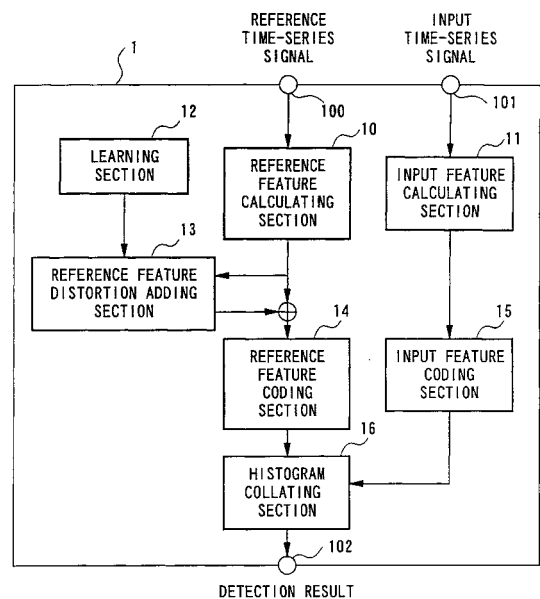 REFERENCE
TIME-SERIES
SIGNAL
INPUT
TIME-SERIES
SIGNAL
1
100
101
12
LEARNING
SECTION
10
REFERENCE
FEATURE
CALCULATING
SECTION
11
INPUT FEATURE
CALCULATING
SECTION
13
REFERENCE FEATURE
DISTORTION ADDING
SECTION
14
REFERENCE
FEATURE
CODING
SECTION
15
INPUT FEATURE
CODING
SECTION
16
HISTOGRAM
COLLATING
SECTION
102
DETECTION RESULT